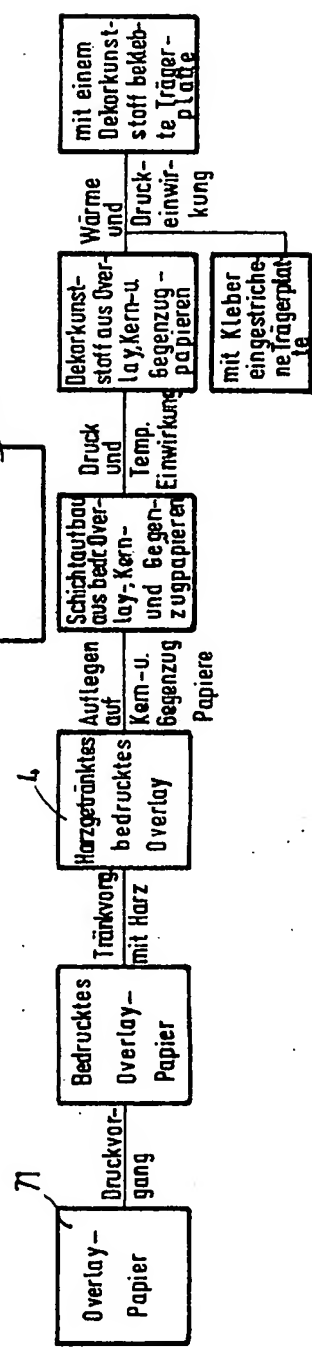 71
Overlay-
Papier
Druckvor-
gang
Bedrucktes
Overlay-
Papier
Tränkvorg.
mit Harz
4
Harzgetränktes
bedrucktes
Overlay
Auflegen
auf
Kern-u.
Gegenzug
Papiere
Schichtaufbau
aus bedr. Over-
lay-, Kern-
und Gegen-
zugpapieren
Druck
und
Temp.
Einwirkung
Dekorkunst-
stoff aus Over-
lay, Kern-u.
Gegenzug-
papieren
Wärme
und
Druck-
einwir-
kung
mit Kleber
eingestriche-
ne Trägerplat-
te
mit einem
Dekorkunst-
stoff bekleb-
te Träger-
platte